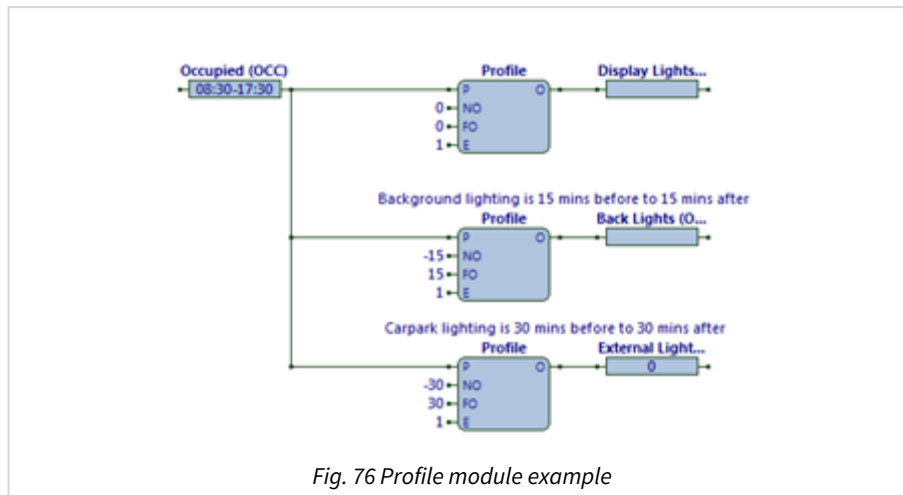 Occupied (OCC)
08:30-17:30
Profile
Display Lights...
P
O
0
NO
0
FO
1
E
Background lighting is 15 mins before to 15 mins after
Profile
Back Lights (O...
P
O
-15
NO
15
FO
1
E
Carpark lighting is 30 mins before to 30 mins after
Profile
External Light...
P
O
0
-30
NO
30
FO
1
E
Fig. 76 Profile module example